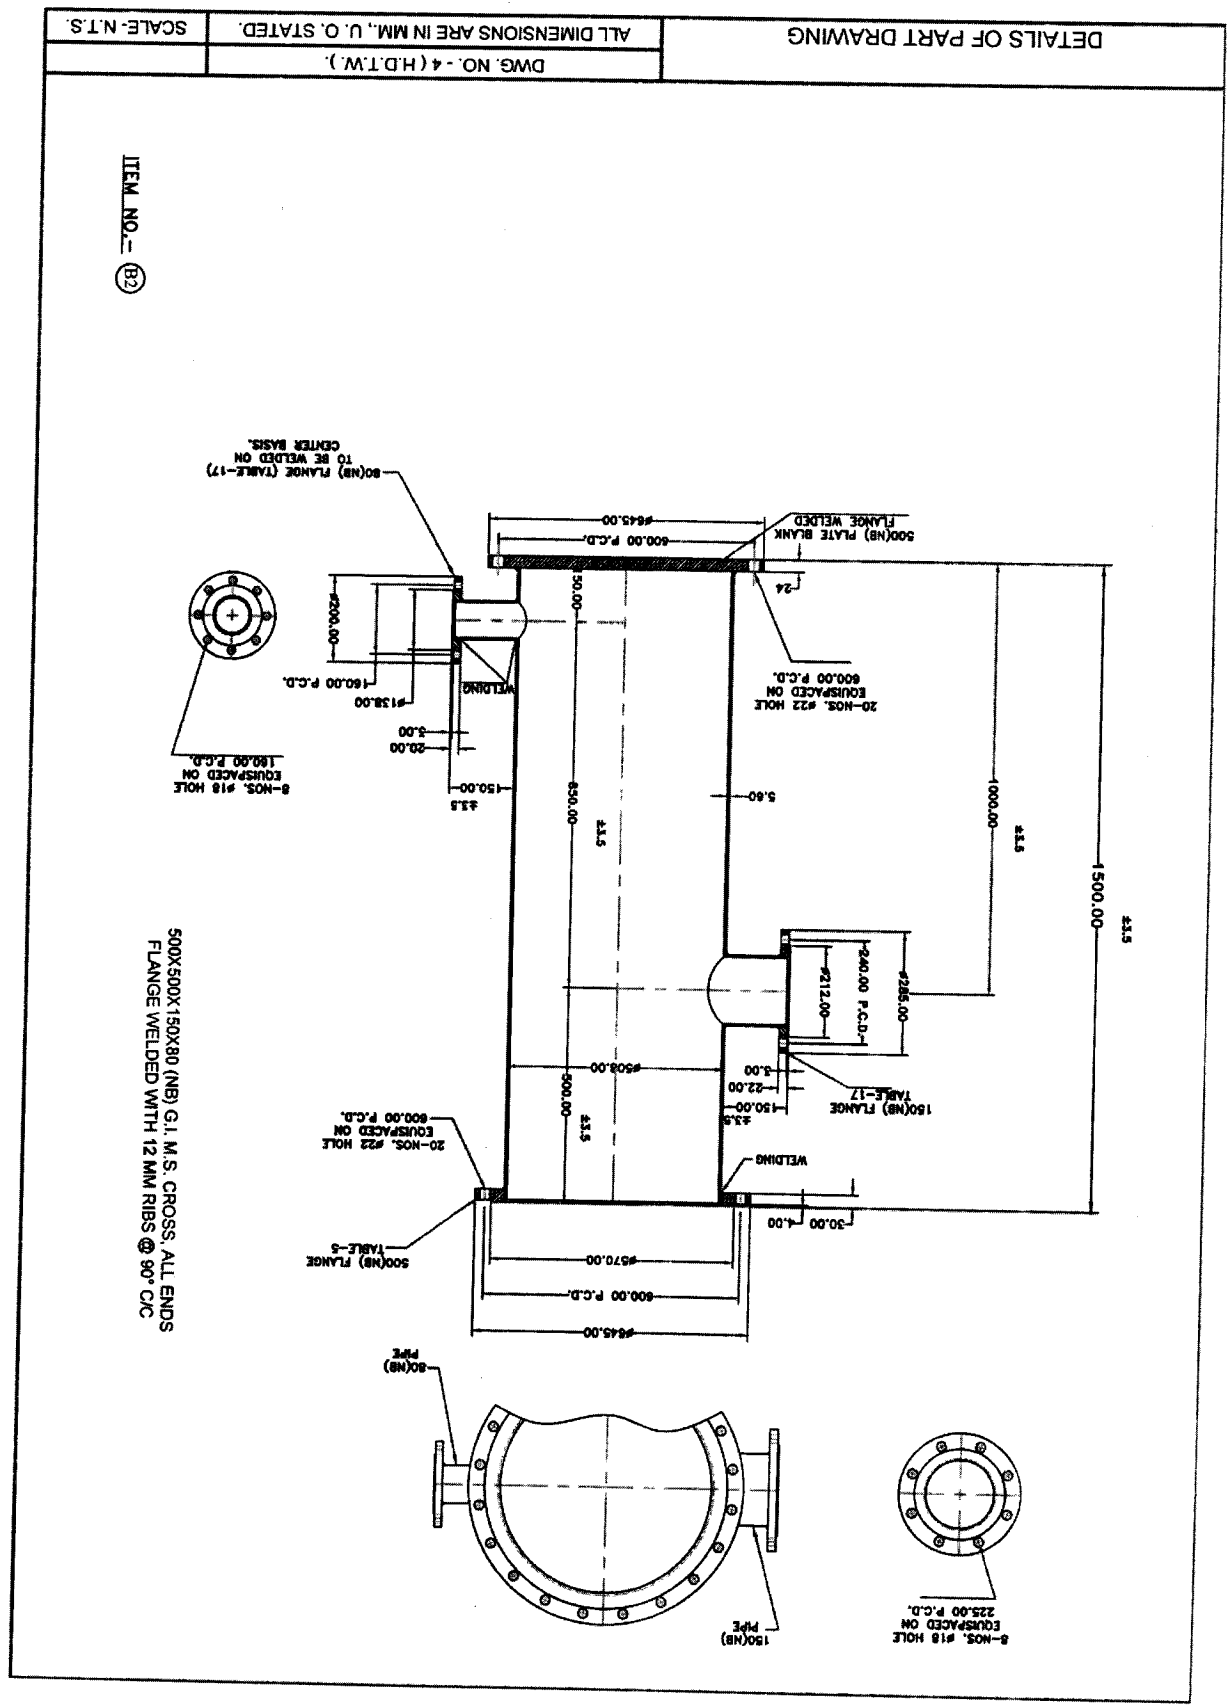 DETAILS OF PART DRAWING
DWG. NO. - 4 ( H.D.T.W. ).
ALL DIMENSIONS ARE IN MM., U. O. STATED.
SCALE- N.T.S.
ITEM NO.- B2
500X500X150X80 (NB) G.I. M.S. CROSS, ALL ENDS
FLANGE WELDED WITH 12 MM RIBS @ 90° C/C
8-NOS. ø18 HOLE
EQUISPACED ON
225.00 P.C.D.
150(NB)
PIPE
80(NB)
PIPE
ø645.00
600.00 P.C.D.
ø570.00
500(NB) FLANGE
TABLE-5
30.00
4.00
WELDING
20-NOS. ø22 HOLE
EQUISPACED ON
600.00 P.C.D.
500.00
±3.5
ø508.00
150(NB) FLANGE
TABLE-17
±3.5
150.00
22.00
3.00
ø285.00
240.00 P.C.D.
ø212.00
1500.00
±3.5
1000.00
±3.5
5.60
850.00
±3.5
±3.5
150.00
20.00
3.00
8-NOS. ø18 HOLE
EQUISPACED ON
160.00 P.C.D.
ø138.00
160.00 P.C.D.
ø200.00
WELDING
20-NOS. ø22 HOLE
EQUISPACED ON
600.00 P.C.D.
24
150.00
500(NB) PLATE BLANK
FLANGE WELDED
600.00 P.C.D.
ø645.00
80(NB) FLANGE (TABLE-17)
TO BE WELDED ON
CENTER BASIS.